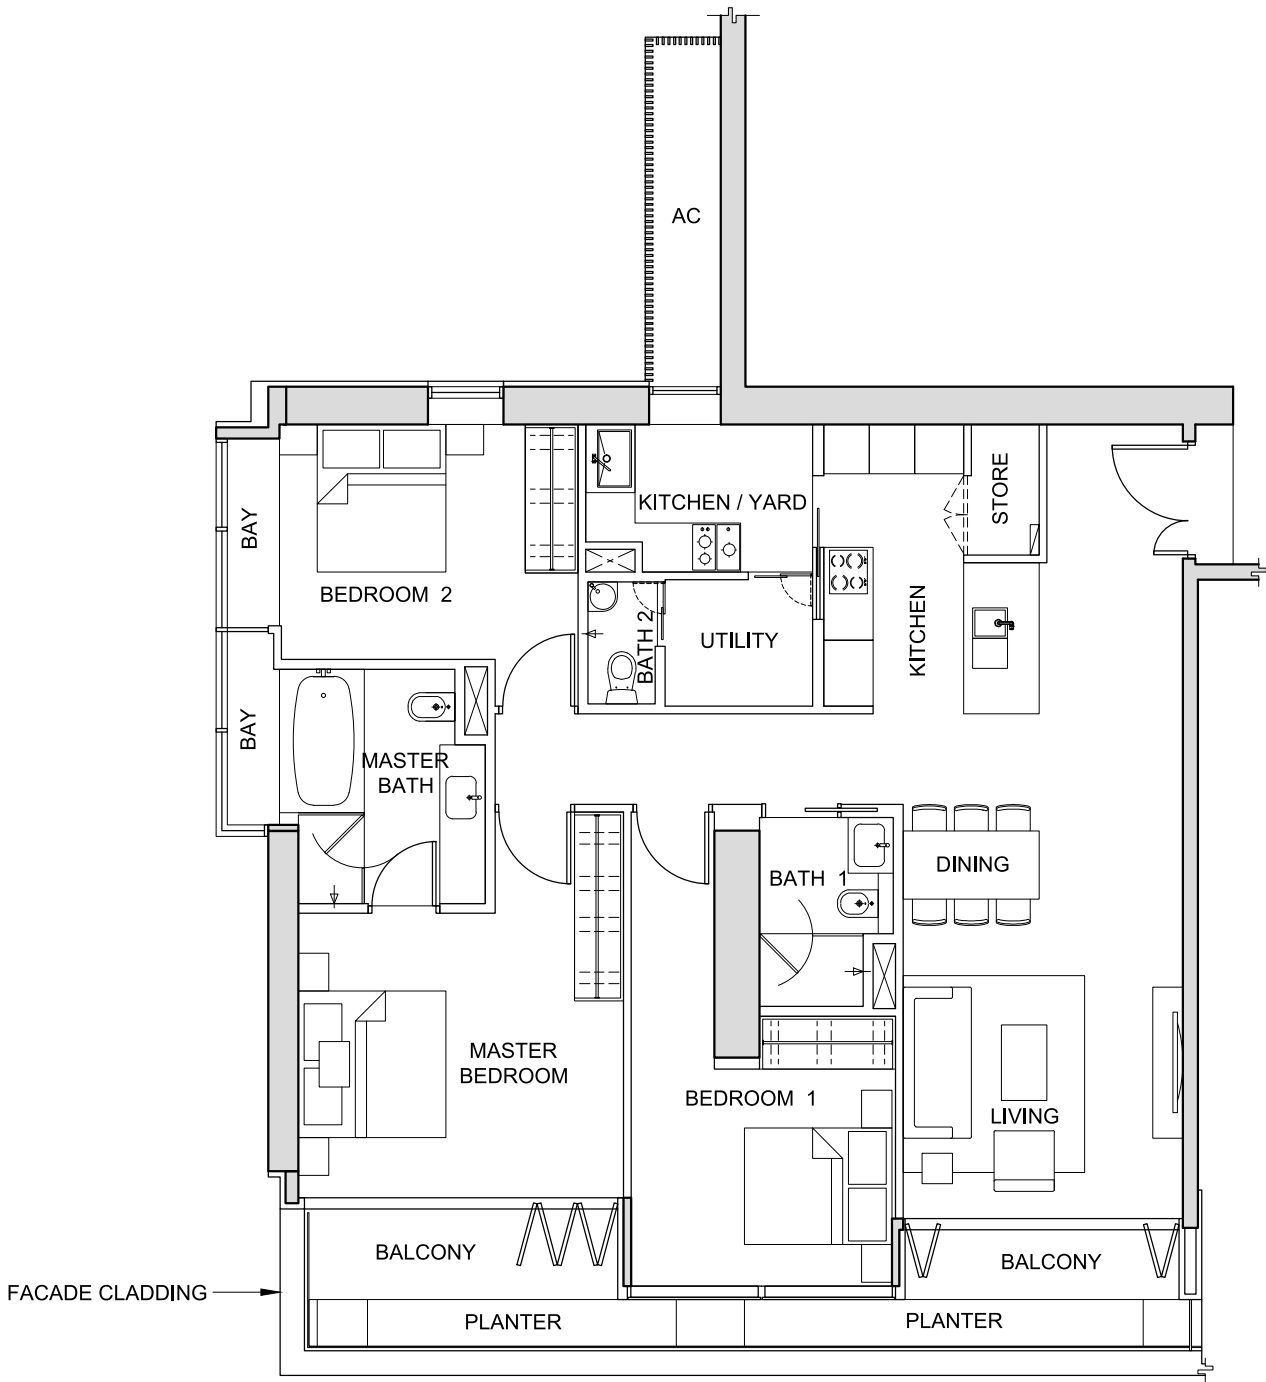 AC
KITCHEN / YARD
STORE
BAY
BEDROOM 2
BATH 2
UTILITY
KITCHEN
BAY
MASTER
BATH
DINING
BATH 1
MASTER
BEDROOM
BEDROOM 1
LIVING
BALCONY
BALCONY
FACADE CLADDING
PLANTER
PLANTER